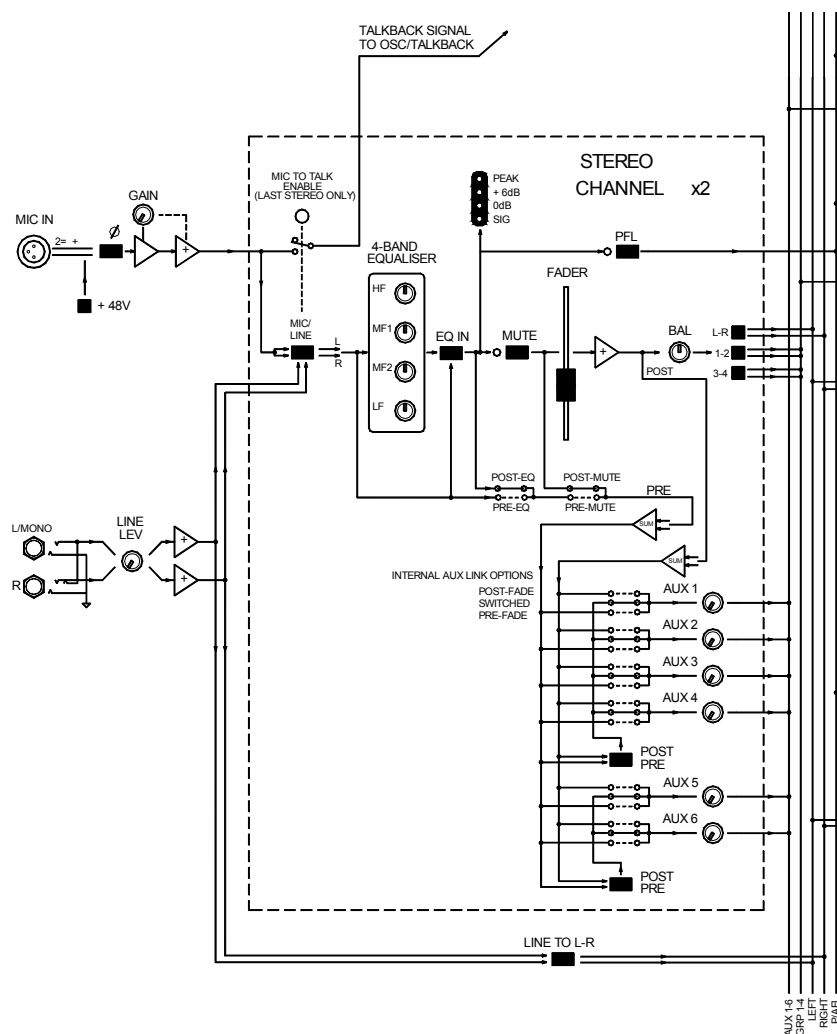 TALKBACK SIGNAL
TO OSC/TALKBACK
STEREO
CHANNEL x2
MIC TO TALK
ENABLE
(LAST STEREO ONLY)
PEAK
+ 6dB
0dB
SIG
GAIN
MIC IN
2= +
Ø
+
+ 48V
4-BAND
EQUALISER
HF
MF1
MF2
LF
PFL
FADER
MIC/
LINE
L
R
EQ IN
MUTE
+
BAL
POST
L-R
1-2
3-4
POST-EQ
PRE-EQ
POST-MUTE
PRE-MUTE
PRE
SUM
SUM
L/MONO
R
LINE
LEV
+
+
INTERNAL AUX LINK OPTIONS
POST-FADE
SWITCHED
PRE-FADE
AUX 1
AUX 2
AUX 3
AUX 4
POST
PRE
AUX 5
AUX 6
POST
PRE
LINE TO L-R
AUX 1-6
GRP 1-4
LEFT
RIGHT